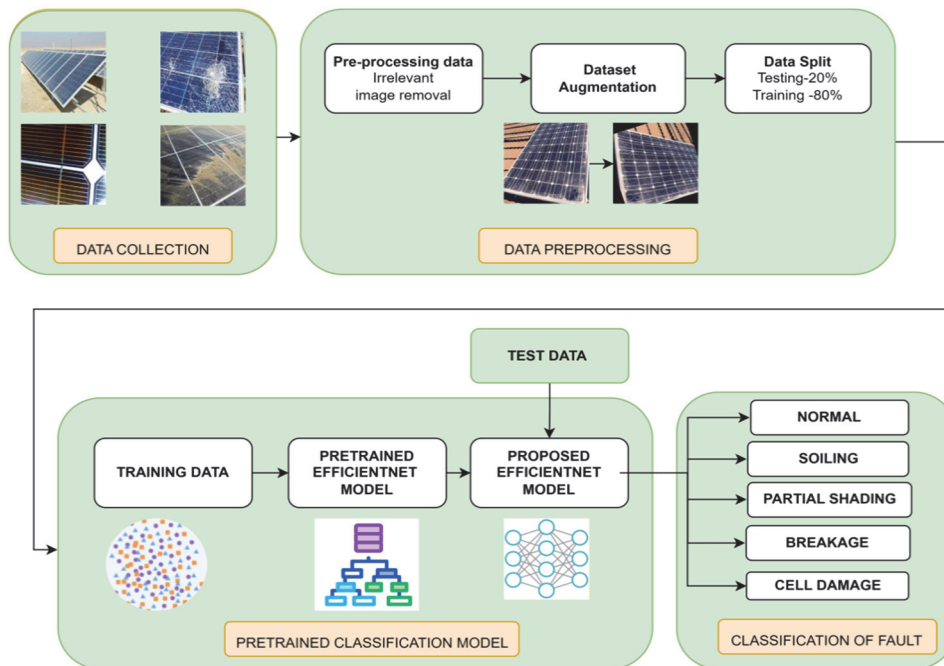 Pre-processing data
Irrelevant
image removal
Dataset
Augmentation
Data Split
Testing-20%
Training -80%
DATA COLLECTION
DATA PREPROCESSING
TEST DATA
TRAINING DATA
PRETRAINED
EFFICIENTNET
MODEL
PROPOSED
EFFICIENTNET
MODEL
NORMAL
SOILING
PARTIAL SHADING
BREAKAGE
CELL DAMAGE
PRETRAINED CLASSIFICATION MODEL
CLASSIFICATION OF FAULT